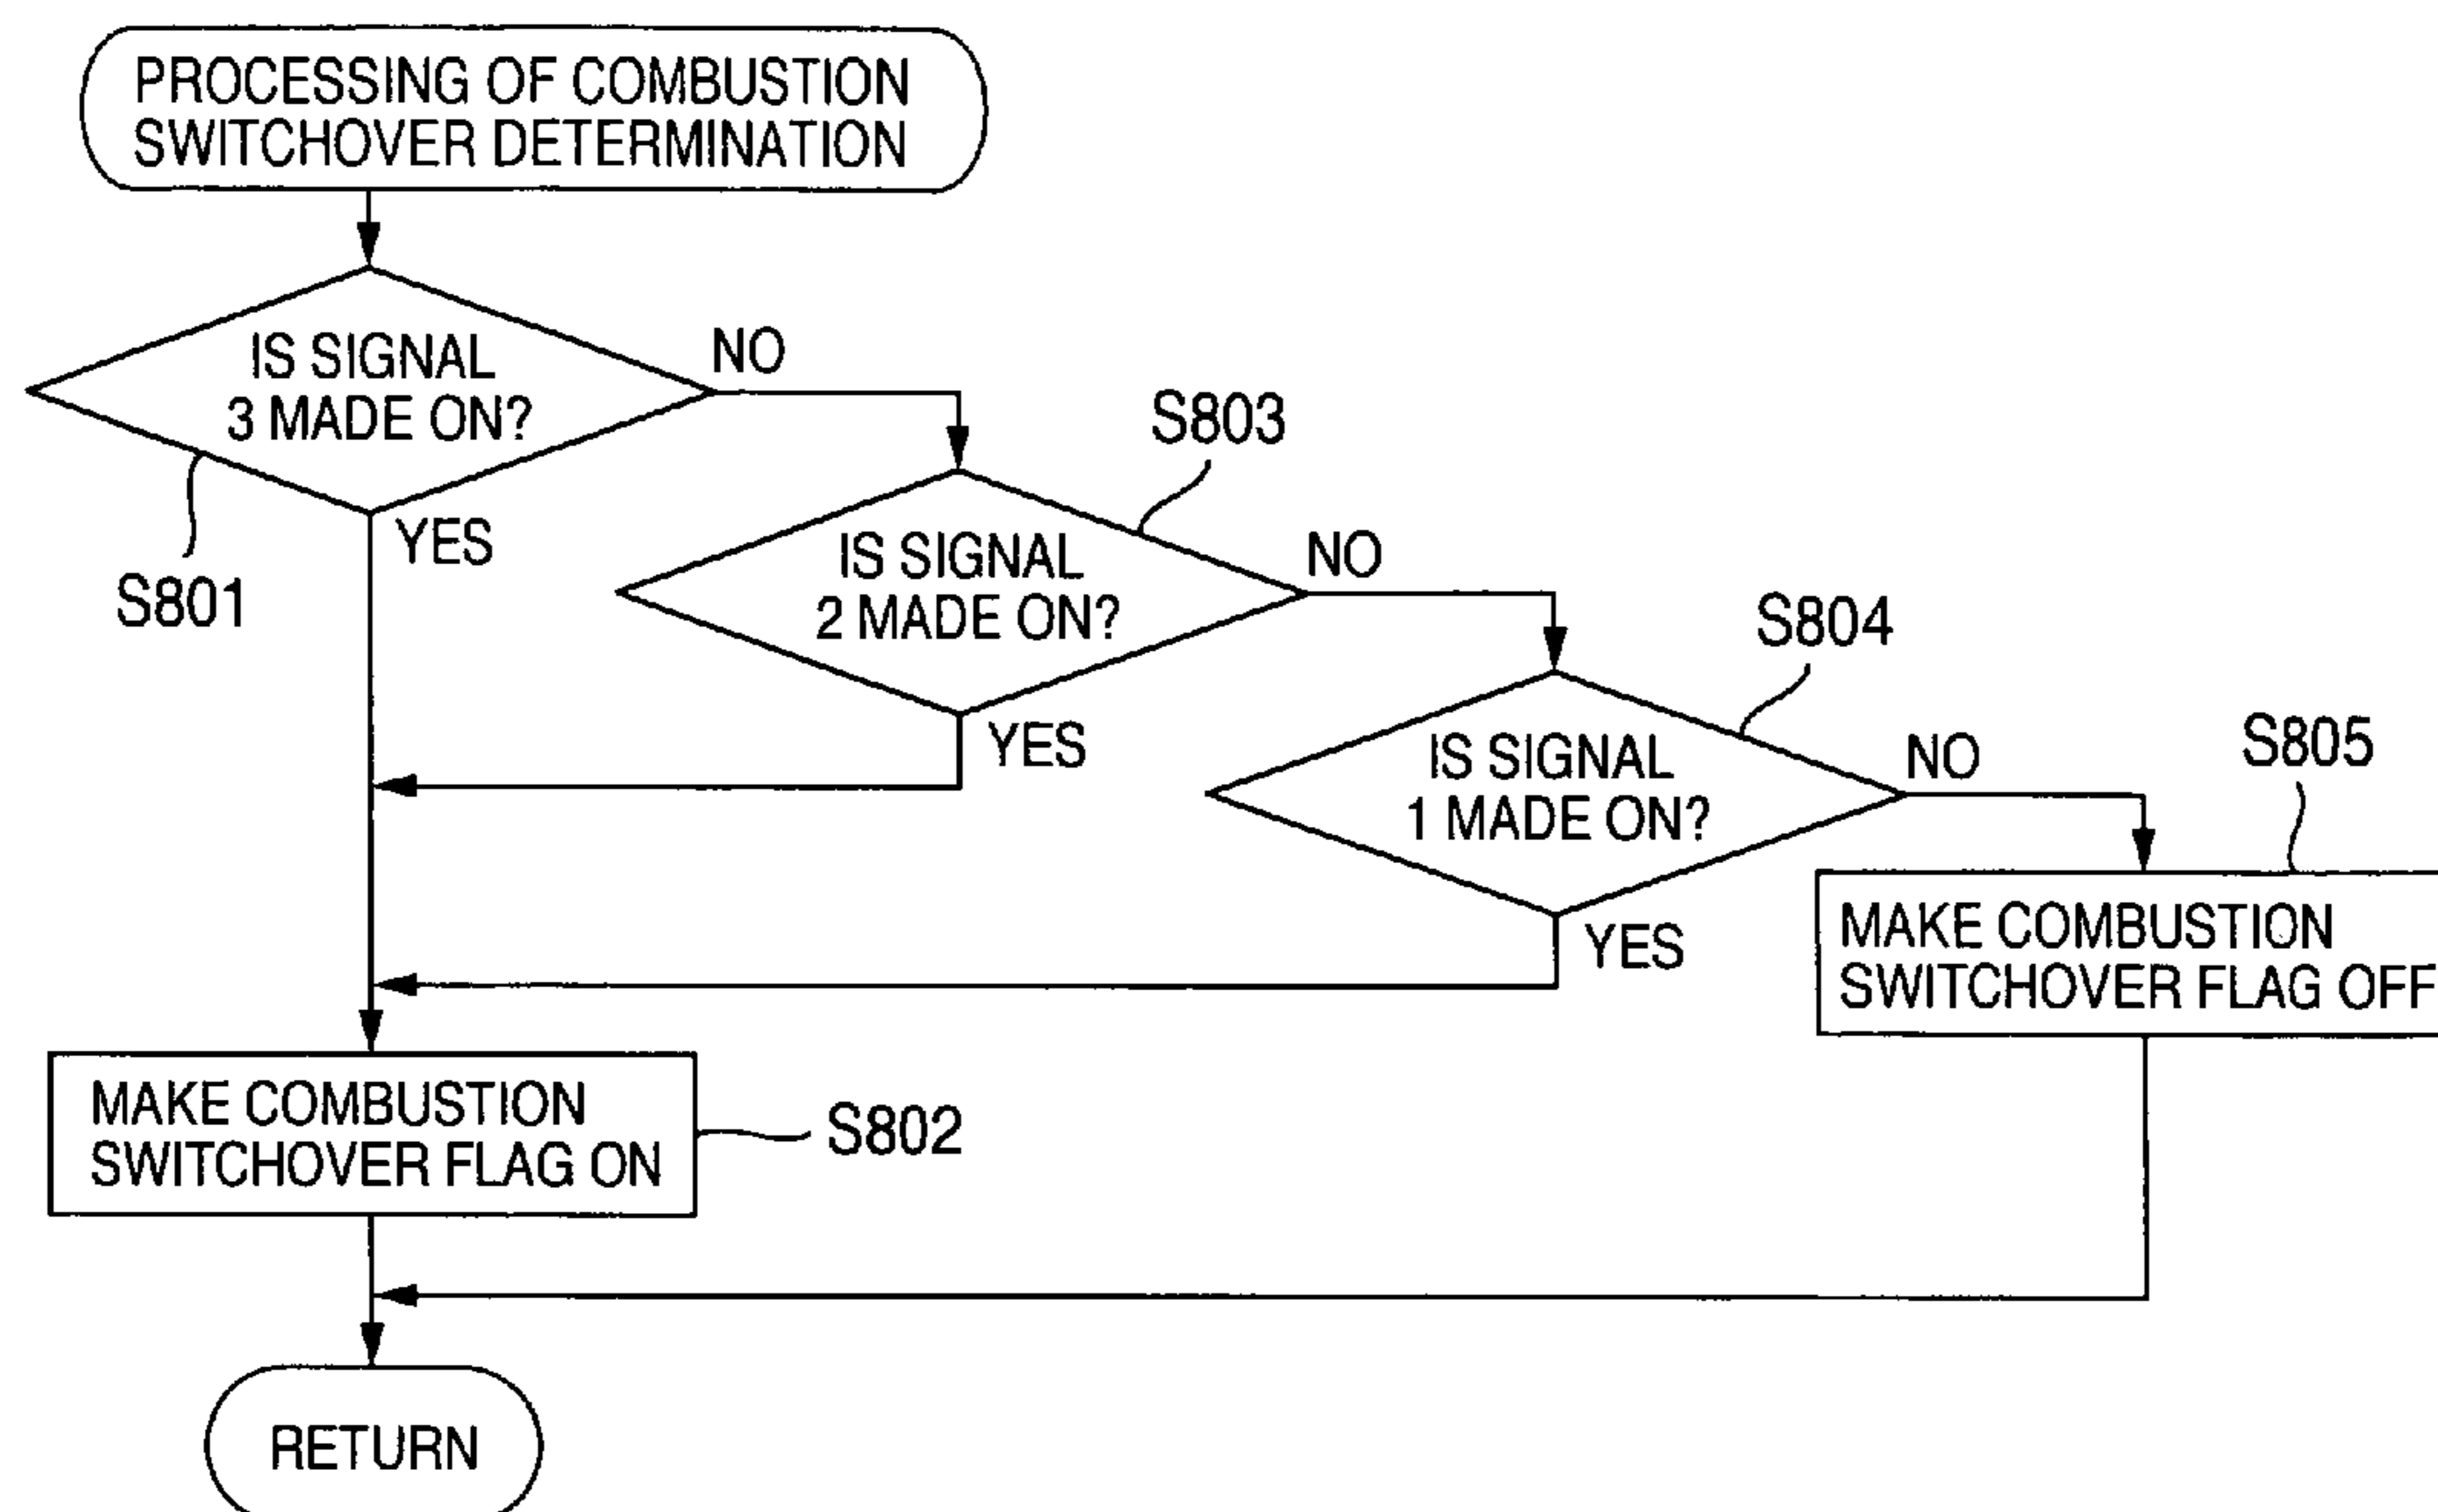 PROCESSING OF COMBUSTION
SWITCHOVER DETERMINATION
IS SIGNAL
3 MADE ON?
NO
YES
S801
S803
IS SIGNAL
2 MADE ON?
NO
YES
S804
IS SIGNAL
1 MADE ON?
NO
YES
S805
MAKE COMBUSTION
SWITCHOVER FLAG OFF
MAKE COMBUSTION
SWITCHOVER FLAG ON
S802
RETURN